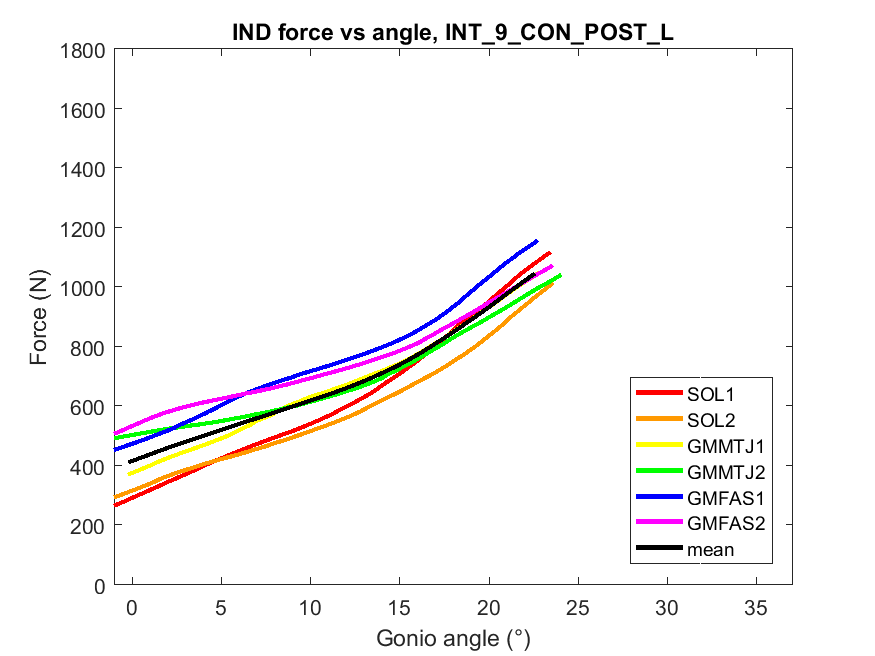 IND force vs angle, INT_9_CON_POST_L
1800
1600
1400
1200
1000
800
600
400
200
0
Force (N)
0 5 10 15 20 25 30 35
Gonio angle (°)
SOL1
SOL2
GMMTJ1
GMMTJ2
GMFAS1
GMFAS2
mean